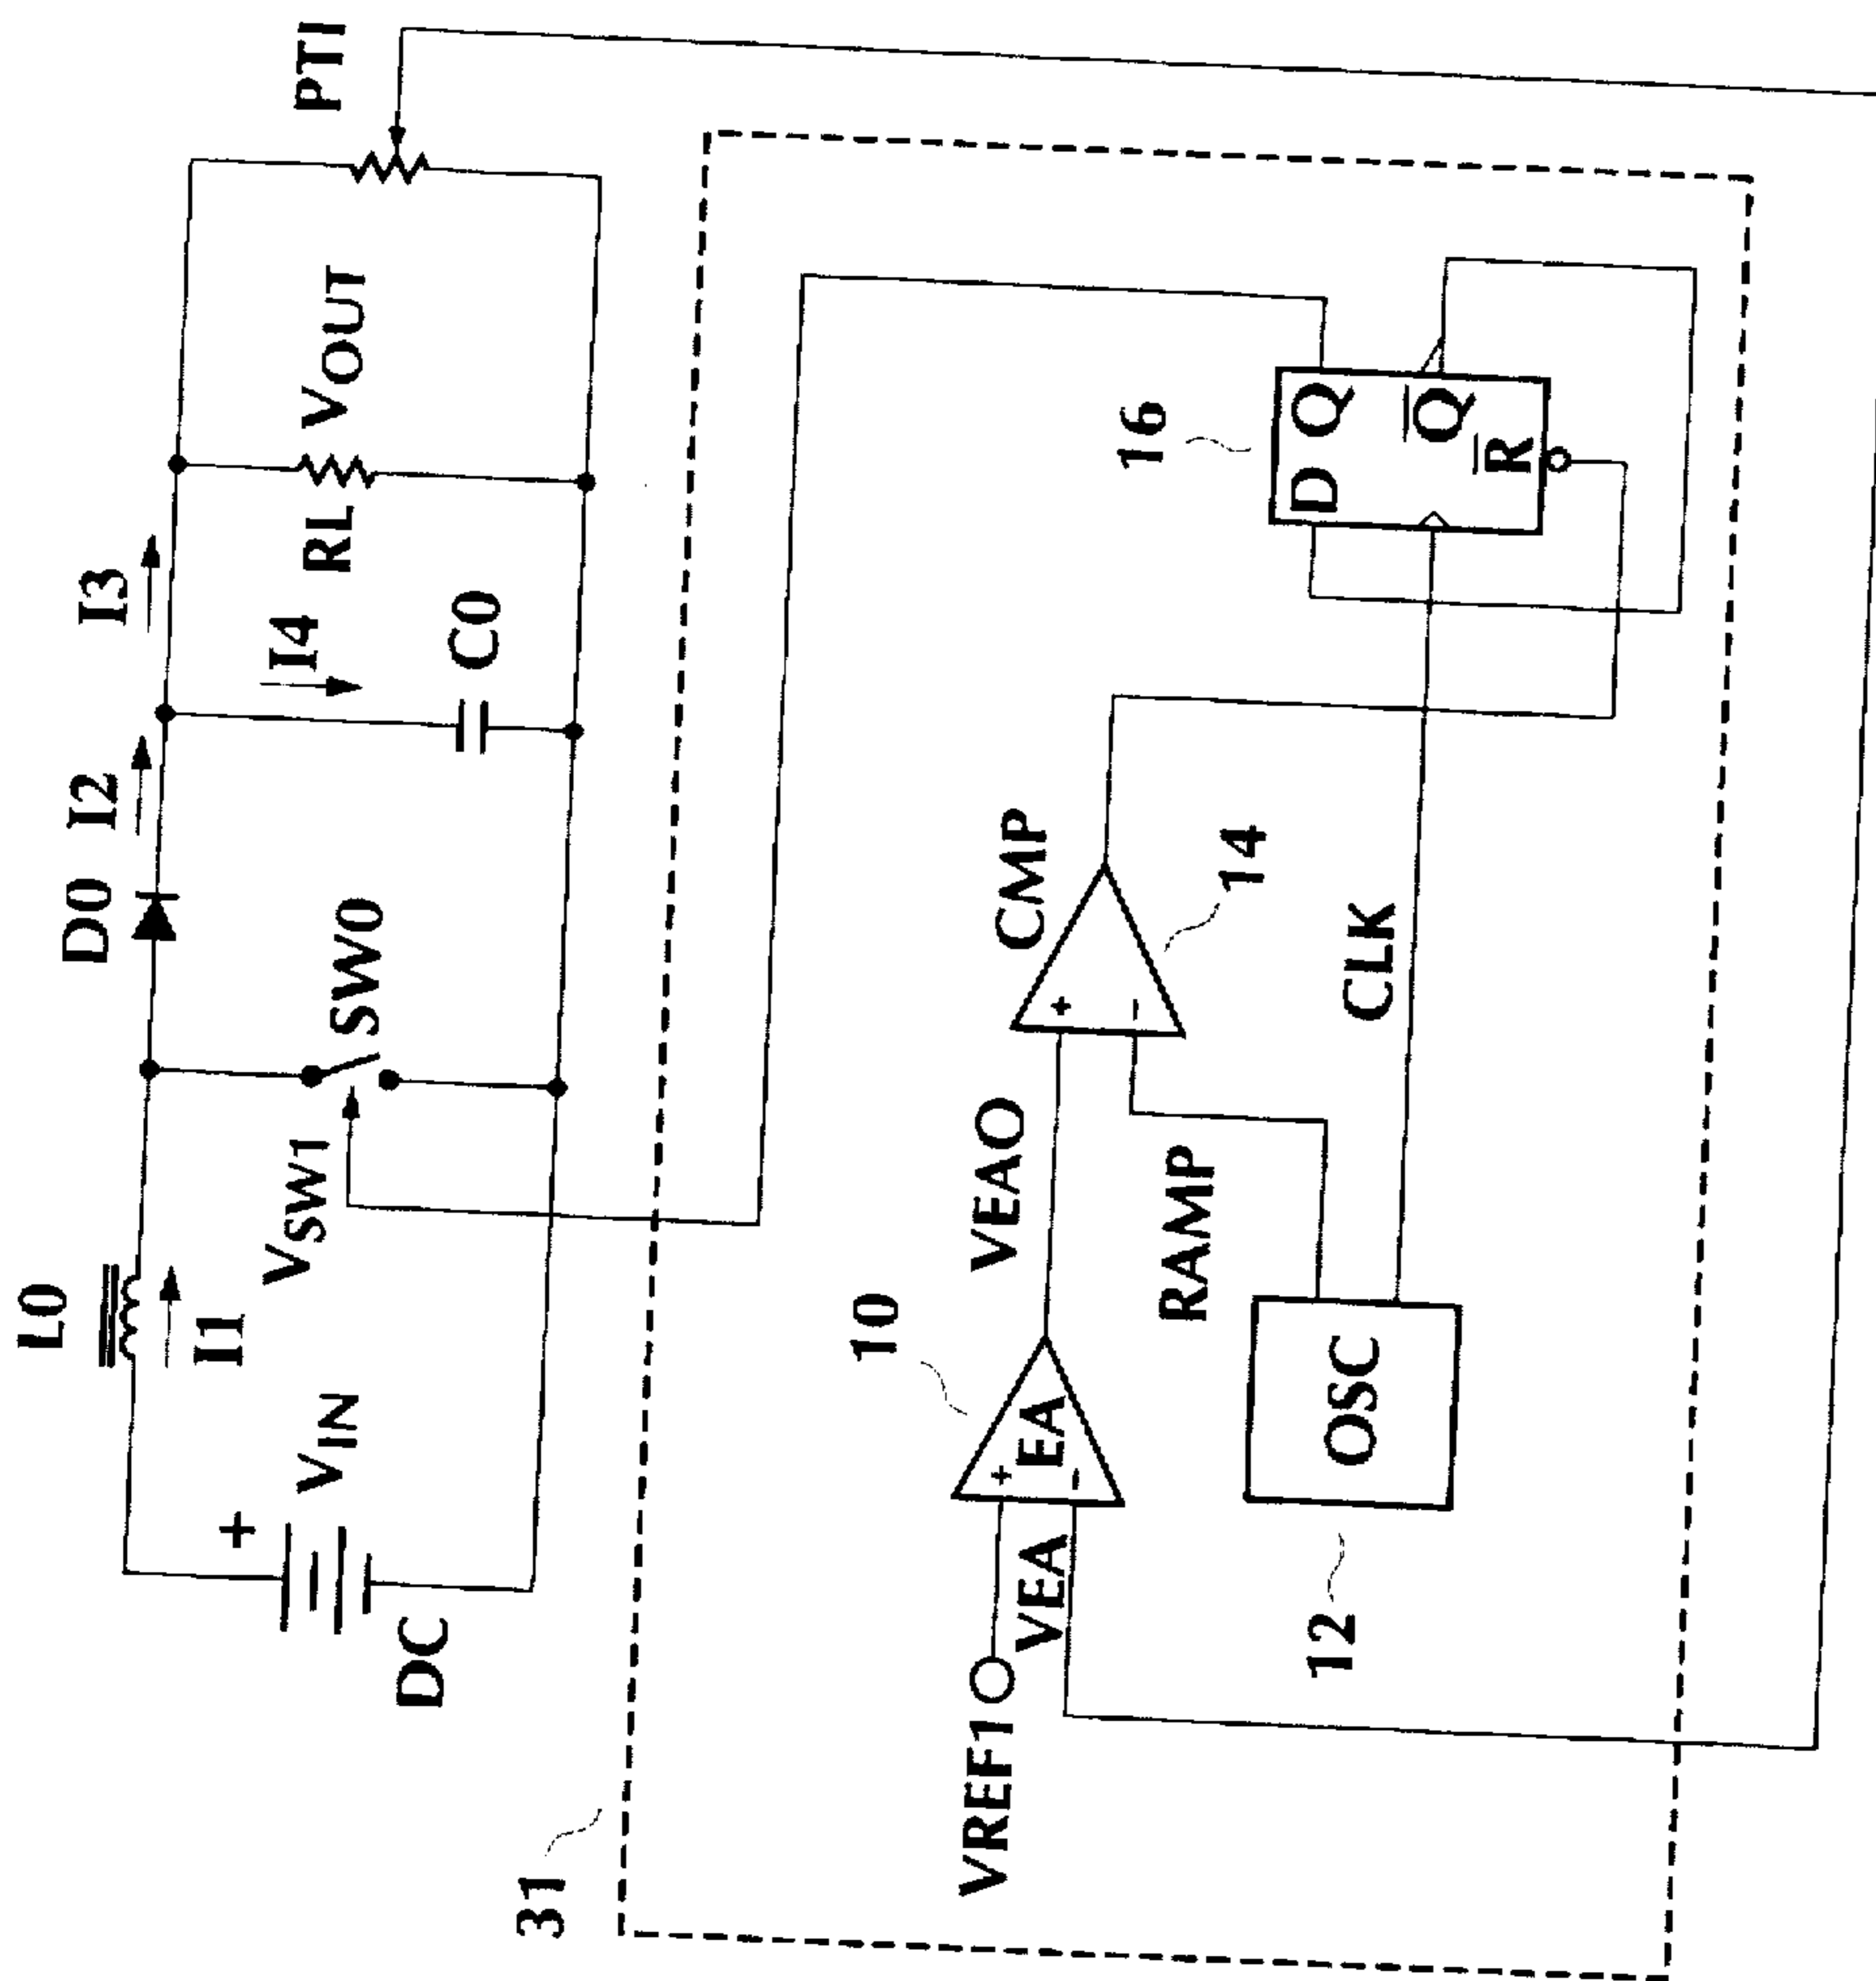 L0
D0
I2
I3
I1
I4
PT1
+
VIN
VSW1
SW0
C0
RL
VOUT
DC
31
10
VEAO
CMP
16
VREF1
+
EA
-
VEA
+
-
14
D
Q
Q̅
R̅
RAMP
CLK
OSC
12